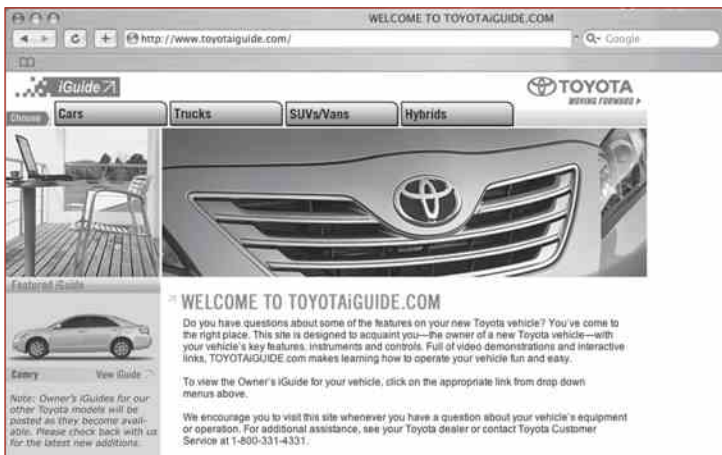 WELCOME TO TOYOTAiGUIDE.COM
http://www.toyotaiguide.com/
Google
iGuide
TOYOTA
MOVING FORWARD
Choose
Cars
Trucks
SUVs/Vans
Hybrids
Featured iGuide
Camry
View Guide
Note: Owner's iGuides for our
other Toyota models will be
posted as they become avail-
able. Please check back with us
for the latest new additions.
WELCOME TO TOYOTAiGUIDE.COM
Do you have questions about some of the features on your new Toyota vehicle? You've come to
the right place. This site is designed to acquaint you—the owner of a new Toyota vehicle—with
your vehicle's key features, instruments and controls. Full of video demonstrations and interactive
links, TOYOTAiGUIDE.com makes learning how to operate your vehicle fun and easy.
To view the Owner's iGuide for your vehicle, click on the appropriate link from drop down
menus above.
We encourage you to visit this site whenever you have a question about your vehicle's equipment
or operation. For additional assistance, see your Toyota dealer or contact Toyota Customer
Service at 1-800-331-4331.